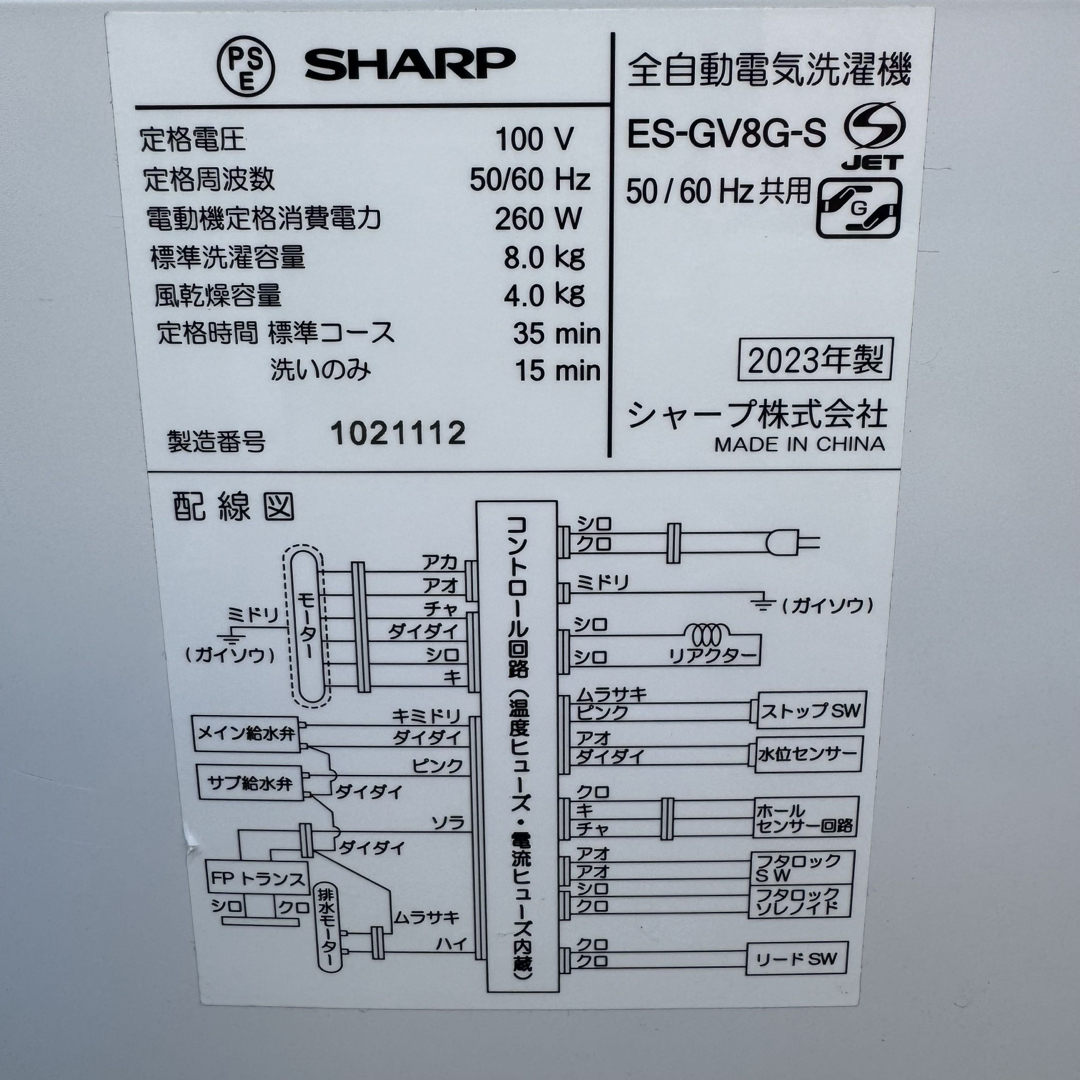 PSE SHARP
定格電圧 100 V
定格周波数 50/60 Hz
電動機定格消費電力 260 W
標準洗濯容量 8.0 kg
風乾燥容量 4.0 kg
定格時間 標準コース 35 min
洗いのみ 15 min
製造番号 1021112
全自動電気洗濯機
ES-GV8G-S
JET
50/60 Hz 共用
G
2023年製
シャープ株式会社
MADE IN CHINA
配線図
アカ
アオ
チャ
ダイダイ
シロ
キ
モーター
ミドリ
(ガイソウ)
キミドリ
ダイダイ
メイン給水弁
ピンク
サブ給水弁
ダイダイ
ソラ
ダイダイ
FPトランス
シロ クロ
排水モーター
ムラサキ
ハイ
コントロール回路(温度ヒューズ・電流ヒューズ内蔵)
シロ
クロ
ミドリ
(ガイソウ)
シロ
シロ
リアクター
ムラサキ
ピンク
ストップSW
アオ
ダイダイ
水位センサー
クロ
キ
チャ
ホール
センサー回路
アオ
アオ
フタロック
SW
シロ
クロ
フタロック
ソレノイド
クロ
クロ
リードSW